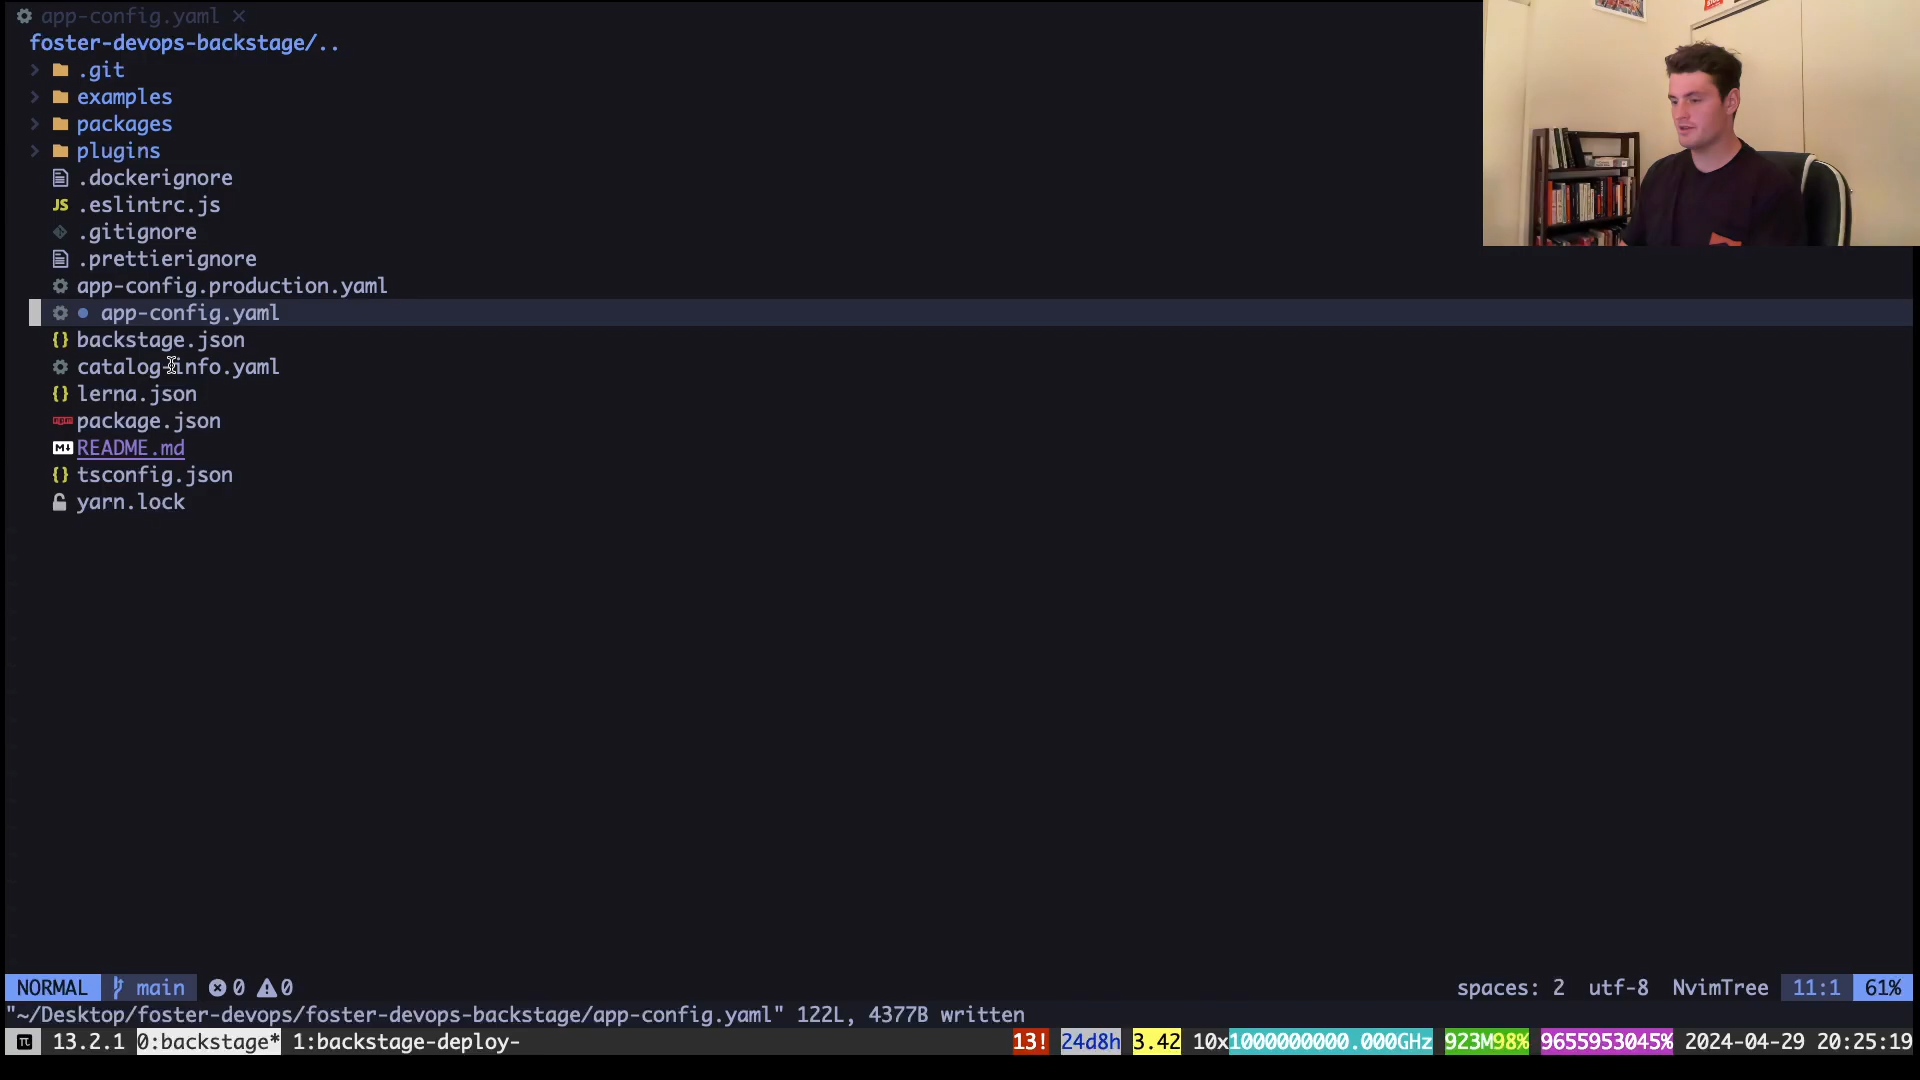 app-config.yaml ×
foster-devops-backstage/..
.git
examples
packages
plugins
.dockerignore
JS .eslintrc.js
.gitignore
.prettierignore
app-config.production.yaml
app-config.yaml
{} backstage.json
catalog-info.yaml
{} lerna.json
npm package.json
M↓ README.md
{} tsconfig.json
yarn.lock
NORMAL main 0 0 spaces: 2 utf-8 NvimTree 11:1 61%
"~/Desktop/foster-devops/foster-devops-backstage/app-config.yaml" 122L, 4377B written
13.2.1 0:backstage* 1:backstage-deploy- 13! 24d8h 3.42 10x1000000000.000GHz 923M98% 9655953045% 2024-04-29 20:25:19